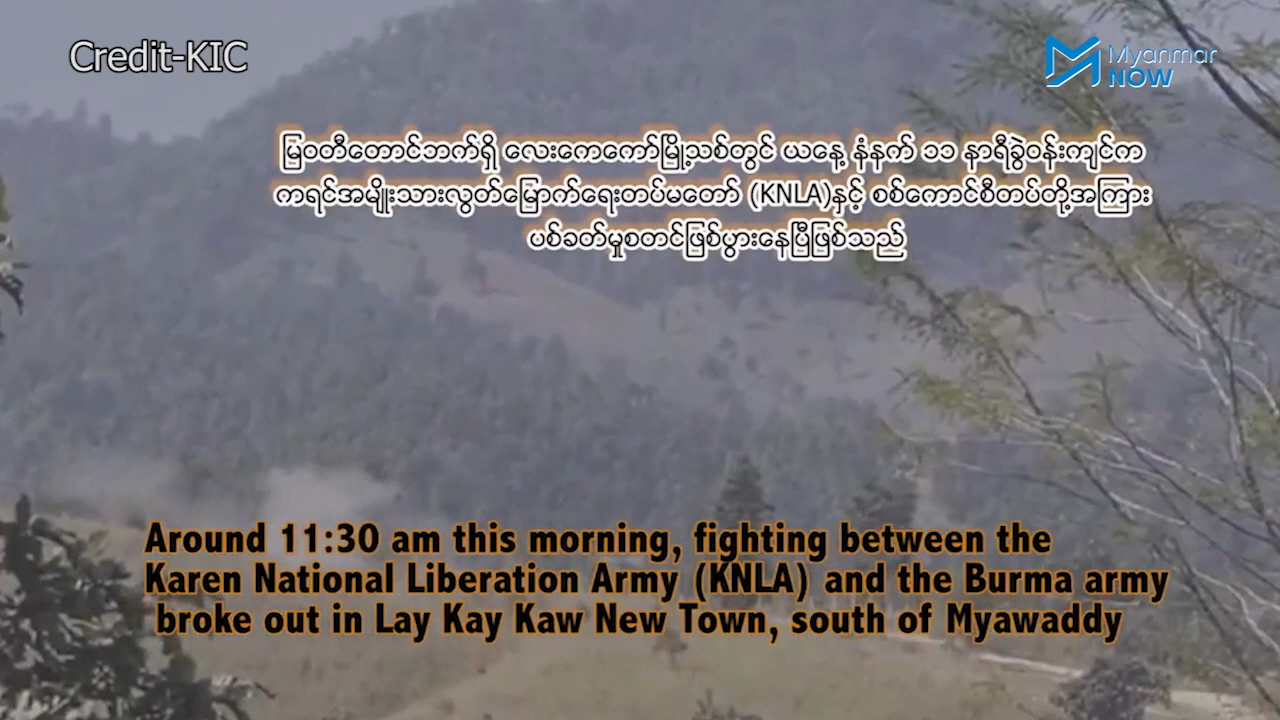 Credit-KIC
Myanmar
NOW
မြဝတီတောင်ဘက်ရှိ လေးကေကော်မြို့သစ်တွင် ယနေ့ နံနက် ၁၁ နာရီခွဲဝန်းကျင်က
ကရင်အမျိုးသားလွတ်မြောက်ရေးတပ်မတော် (KNLA)နှင့် စစ်ကောင်စီတပ်တို့အကြား
ပစ်ခတ်မှုစတင်ဖြစ်ပွားနေပြီဖြစ်သည်
Around 11:30 am this morning, fighting between the
Karen National Liberation Army (KNLA) and the Burma army
broke out in Lay Kay Kaw New Town, south of Myawaddy